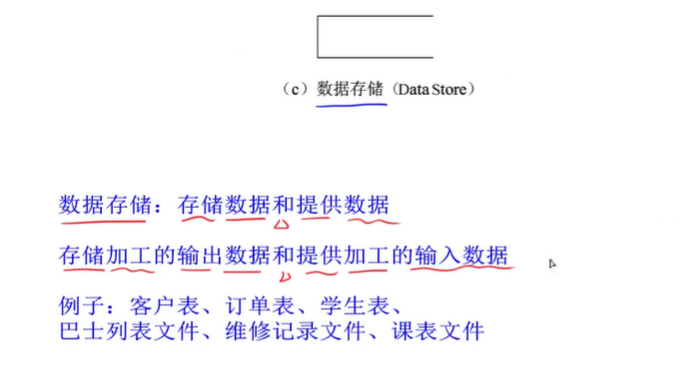 (c) 数据存储 (Data Store)
数据存储：存储数据和提供数据
存储加工的输出数据和提供加工的输入数据
例子：客户表、订单表、学生表、
巴士列表文件、维修记录文件、课表文件